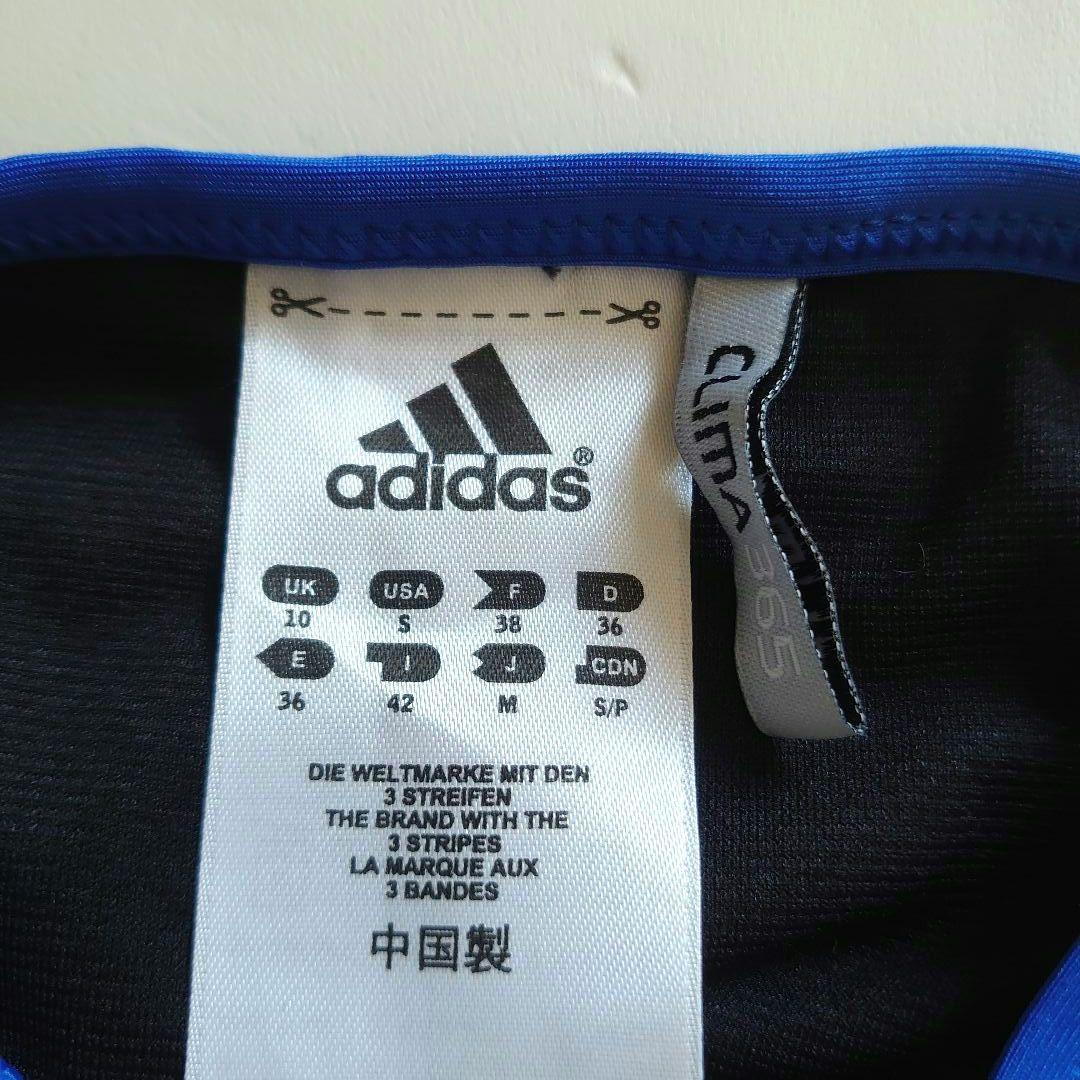 adidas®
UK USA F D
10 S 38 36
E I J CDN
36 42 M S/P
DIE WELTMARKE MIT DEN
3 STREIFEN
THE BRAND WITH THE
3 STRIPES
LA MARQUE AUX
3 BANDES
中国製
CLIMA 365